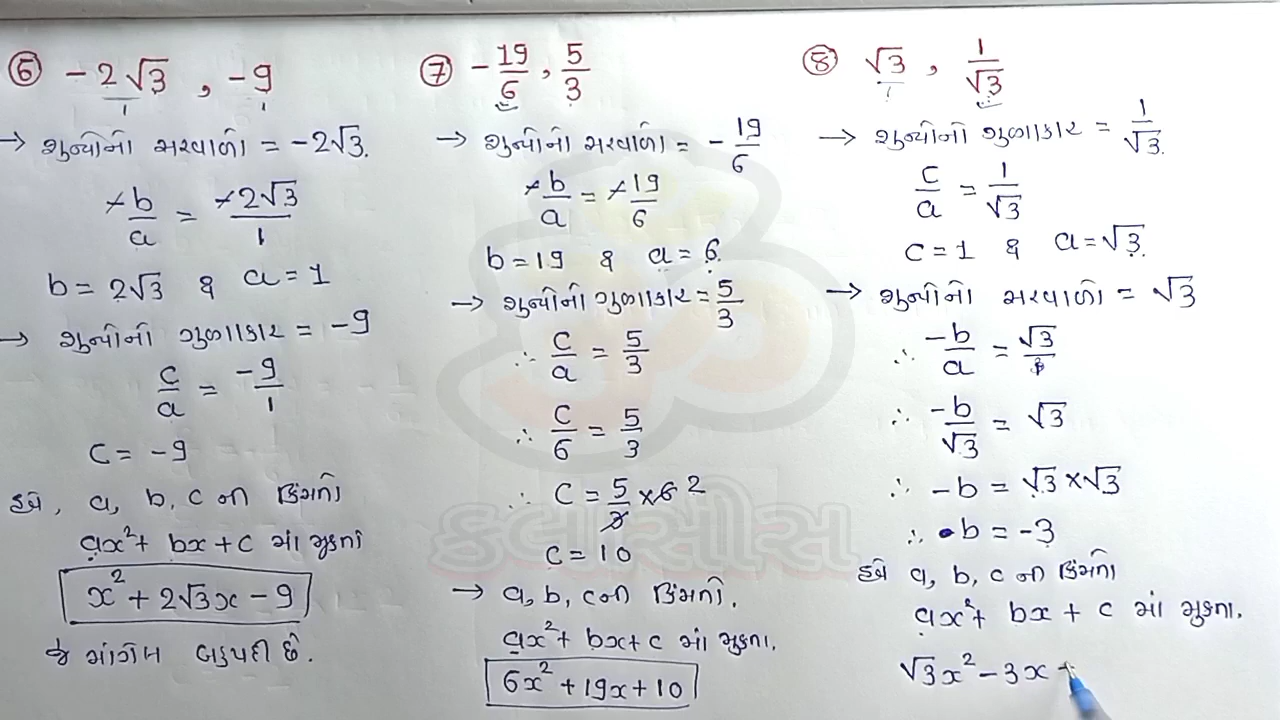 ⑥ -2√3 , -9
→ શૂન્યોનો સરવાળો = -2√3.
-b/a = -2√3/1
b = 2√3 & a = 1
→ શૂન્યોનો ગુણાકાર = -9
c/a = -9/1
c = -9
હવે, a, b, c ની કિંમતો
ax²+ bx + c માં મુકતાં
x² + 2√3x - 9
જે માંગેલ બહુપદી છે.
⑦ -19/6 , 5/3
→ શૂન્યોનો સરવાળો = -19/6
-b/a = -19/6
b = 19 & a = 6
→ શૂન્યોનો ગુણાકાર = 5/3
∴ c/a = 5/3
∴ c/6 = 5/3
∴ c = 5/3 × 6 2
c = 10
→ a, b, c ની કિંમતો,
ax²+ bx + c માં મુકતા,
6x² + 19x + 10
⑧ √3 , 1/√3
→ શૂન્યોનો ગુણાકાર = 1/√3.
c/a = 1/√3
c = 1 & a = √3.
→ શૂન્યોનો સરવાળો = √3
∴ -b/a = √3/1
∴ -b/√3 = √3
∴ -b = √3 × √3
∴ b = -3
હવે a, b, c ની કિંમતો
ax²+ bx + c માં મુકતા,
√3x² - 3x
કલાસીસ